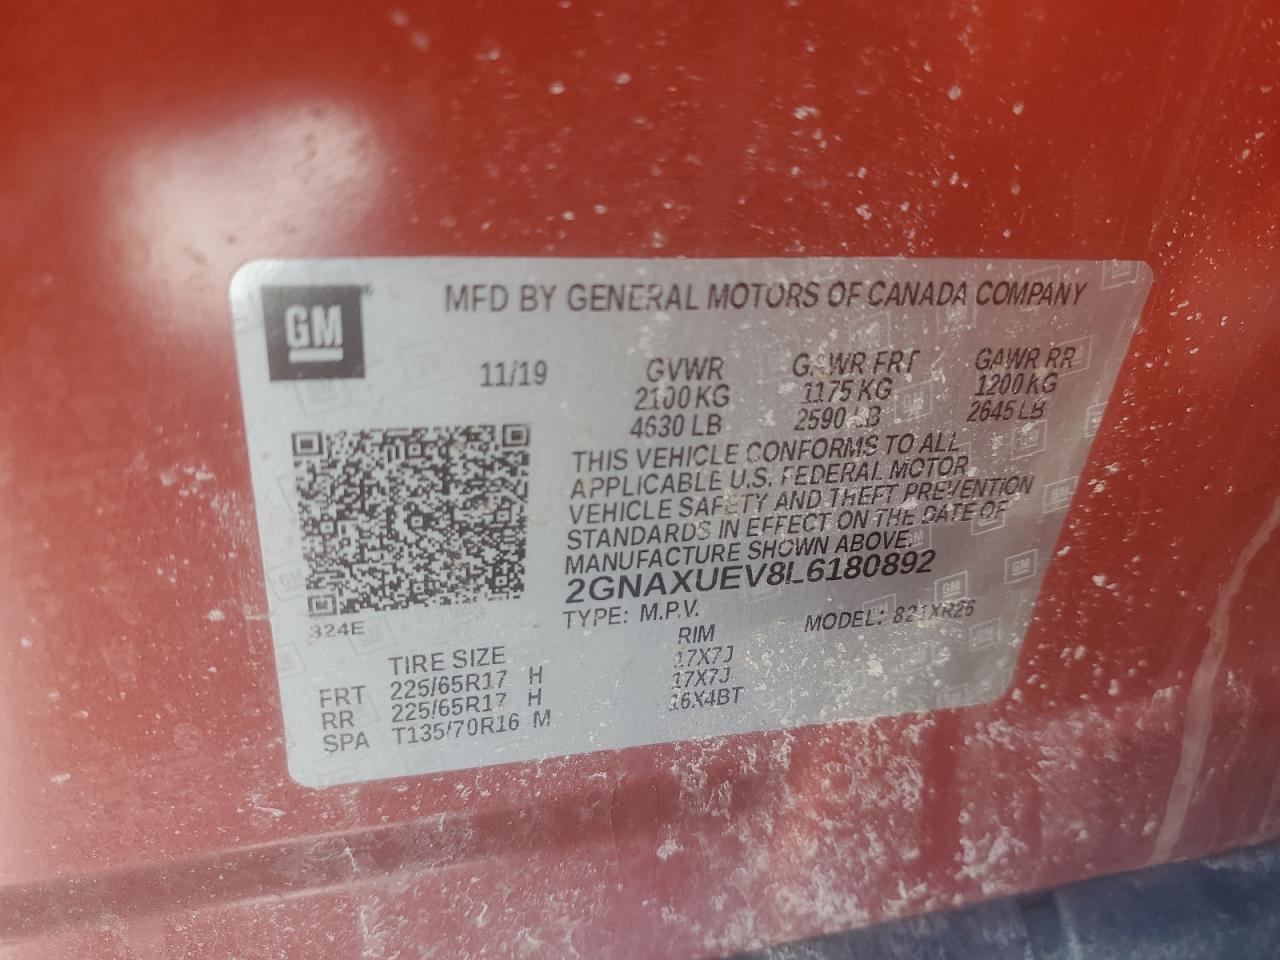 GM
MFD BY GENERAL MOTORS OF CANADA COMPANY
11/19
GVWR GAWR FRT GAWR RR
2100 KG 1175 KG 1200 KG
4630 LB 2590 LB 2645 LB
THIS VEHICLE CONFORMS TO ALL
APPLICABLE U.S. FEDERAL MOTOR
VEHICLE SAFETY AND THEFT PREVENTION
STANDARDS IN EFFECT ON THE DATE OF
MANUFACTURE SHOWN ABOVE.
2GNAXUEV8L6180892
TYPE: M.P.V. MODEL: 821XR26
324E
TIRE SIZE RIM
FRT 225/65R17 H 17X7J
RR 225/65R17 H 17X7J
SPA T135/70R16 M 16X4BT